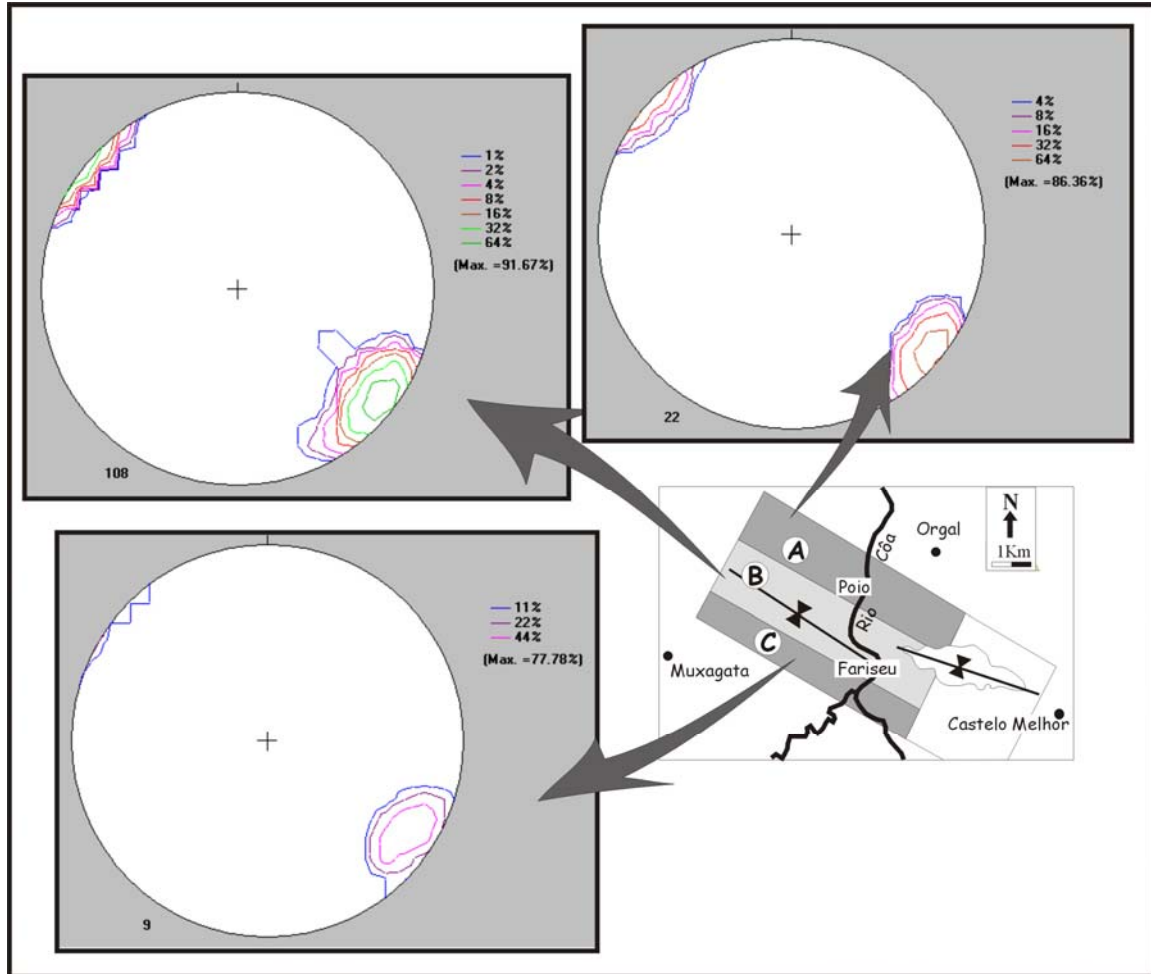 1%
2%
4%
8%
16%
32%
64%
(Max. =91.67%)
108
4%
8%
16%
32%
64%
(Max. =86.36%)
22
11%
22%
44%
(Max. =77.78%)
9
N
1Km
Côa
Orgal
A
B
Poio
Rio
C
Muxagata
Fariseu
Castelo Melhor